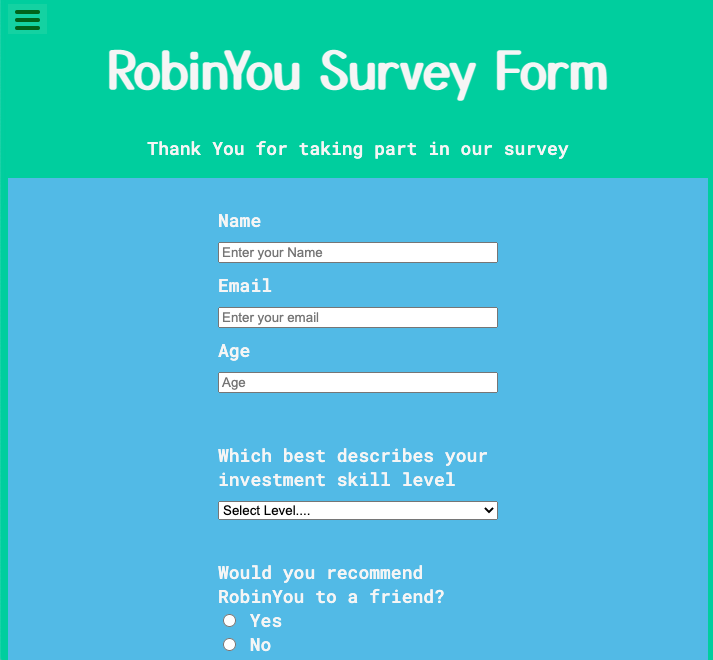 RobinYou Survey Form
Thank You for taking part in our survey
Name
Enter your Name
Email
Enter your email
Age
Age
Which best describes your
investment skill level
Select Level....
Would you recommend
RobinYou to a friend?
Yes
No